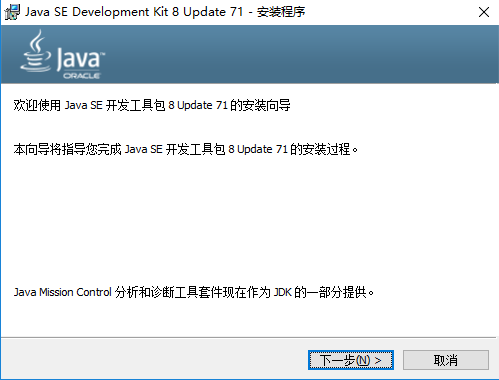 Java SE Development Kit 8 Update 71 - 安装程序
Java™
ORACLE
欢迎使用 Java SE 开发工具包 8 Update 71 的安装向导
本向导将指导您完成 Java SE 开发工具包 8 Update 71 的安装过程。
Java Mission Control 分析和诊断工具套件现在作为 JDK 的一部分提供。
下一步(N) >
取消